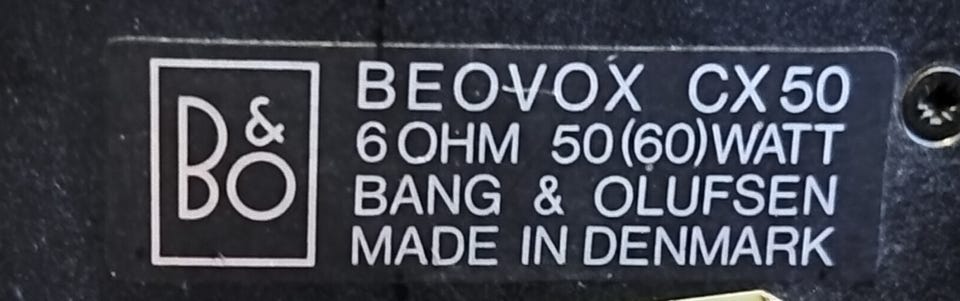 B&O
BEOVOX CX50
6 OHM 50(60)WATT
BANG & OLUFSEN
MADE IN DENMARK